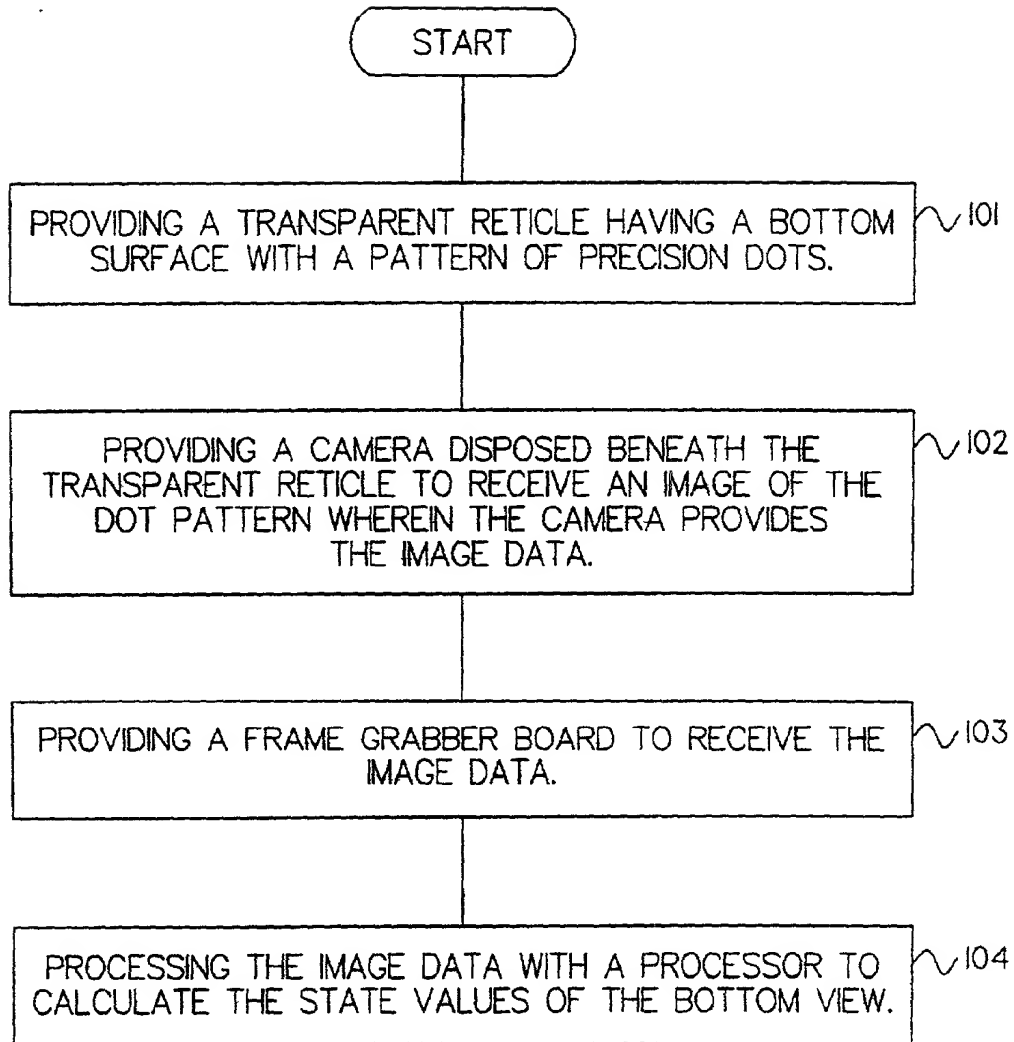 START
PROVIDING A TRANSPARENT RETICLE HAVING A BOTTOM
SURFACE WITH A PATTERN OF PRECISION DOTS.
101
PROVIDING A CAMERA DISPOSED BENEATH THE
TRANSPARENT RETICLE TO RECEIVE AN IMAGE OF THE
DOT PATTERN WHEREIN THE CAMERA PROVIDES
THE IMAGE DATA.
102
PROVIDING A FRAME GRABBER BOARD TO RECEIVE THE
IMAGE DATA.
103
PROCESSING THE IMAGE DATA WITH A PROCESSOR TO
CALCULATE THE STATE VALUES OF THE BOTTOM VIEW.
104